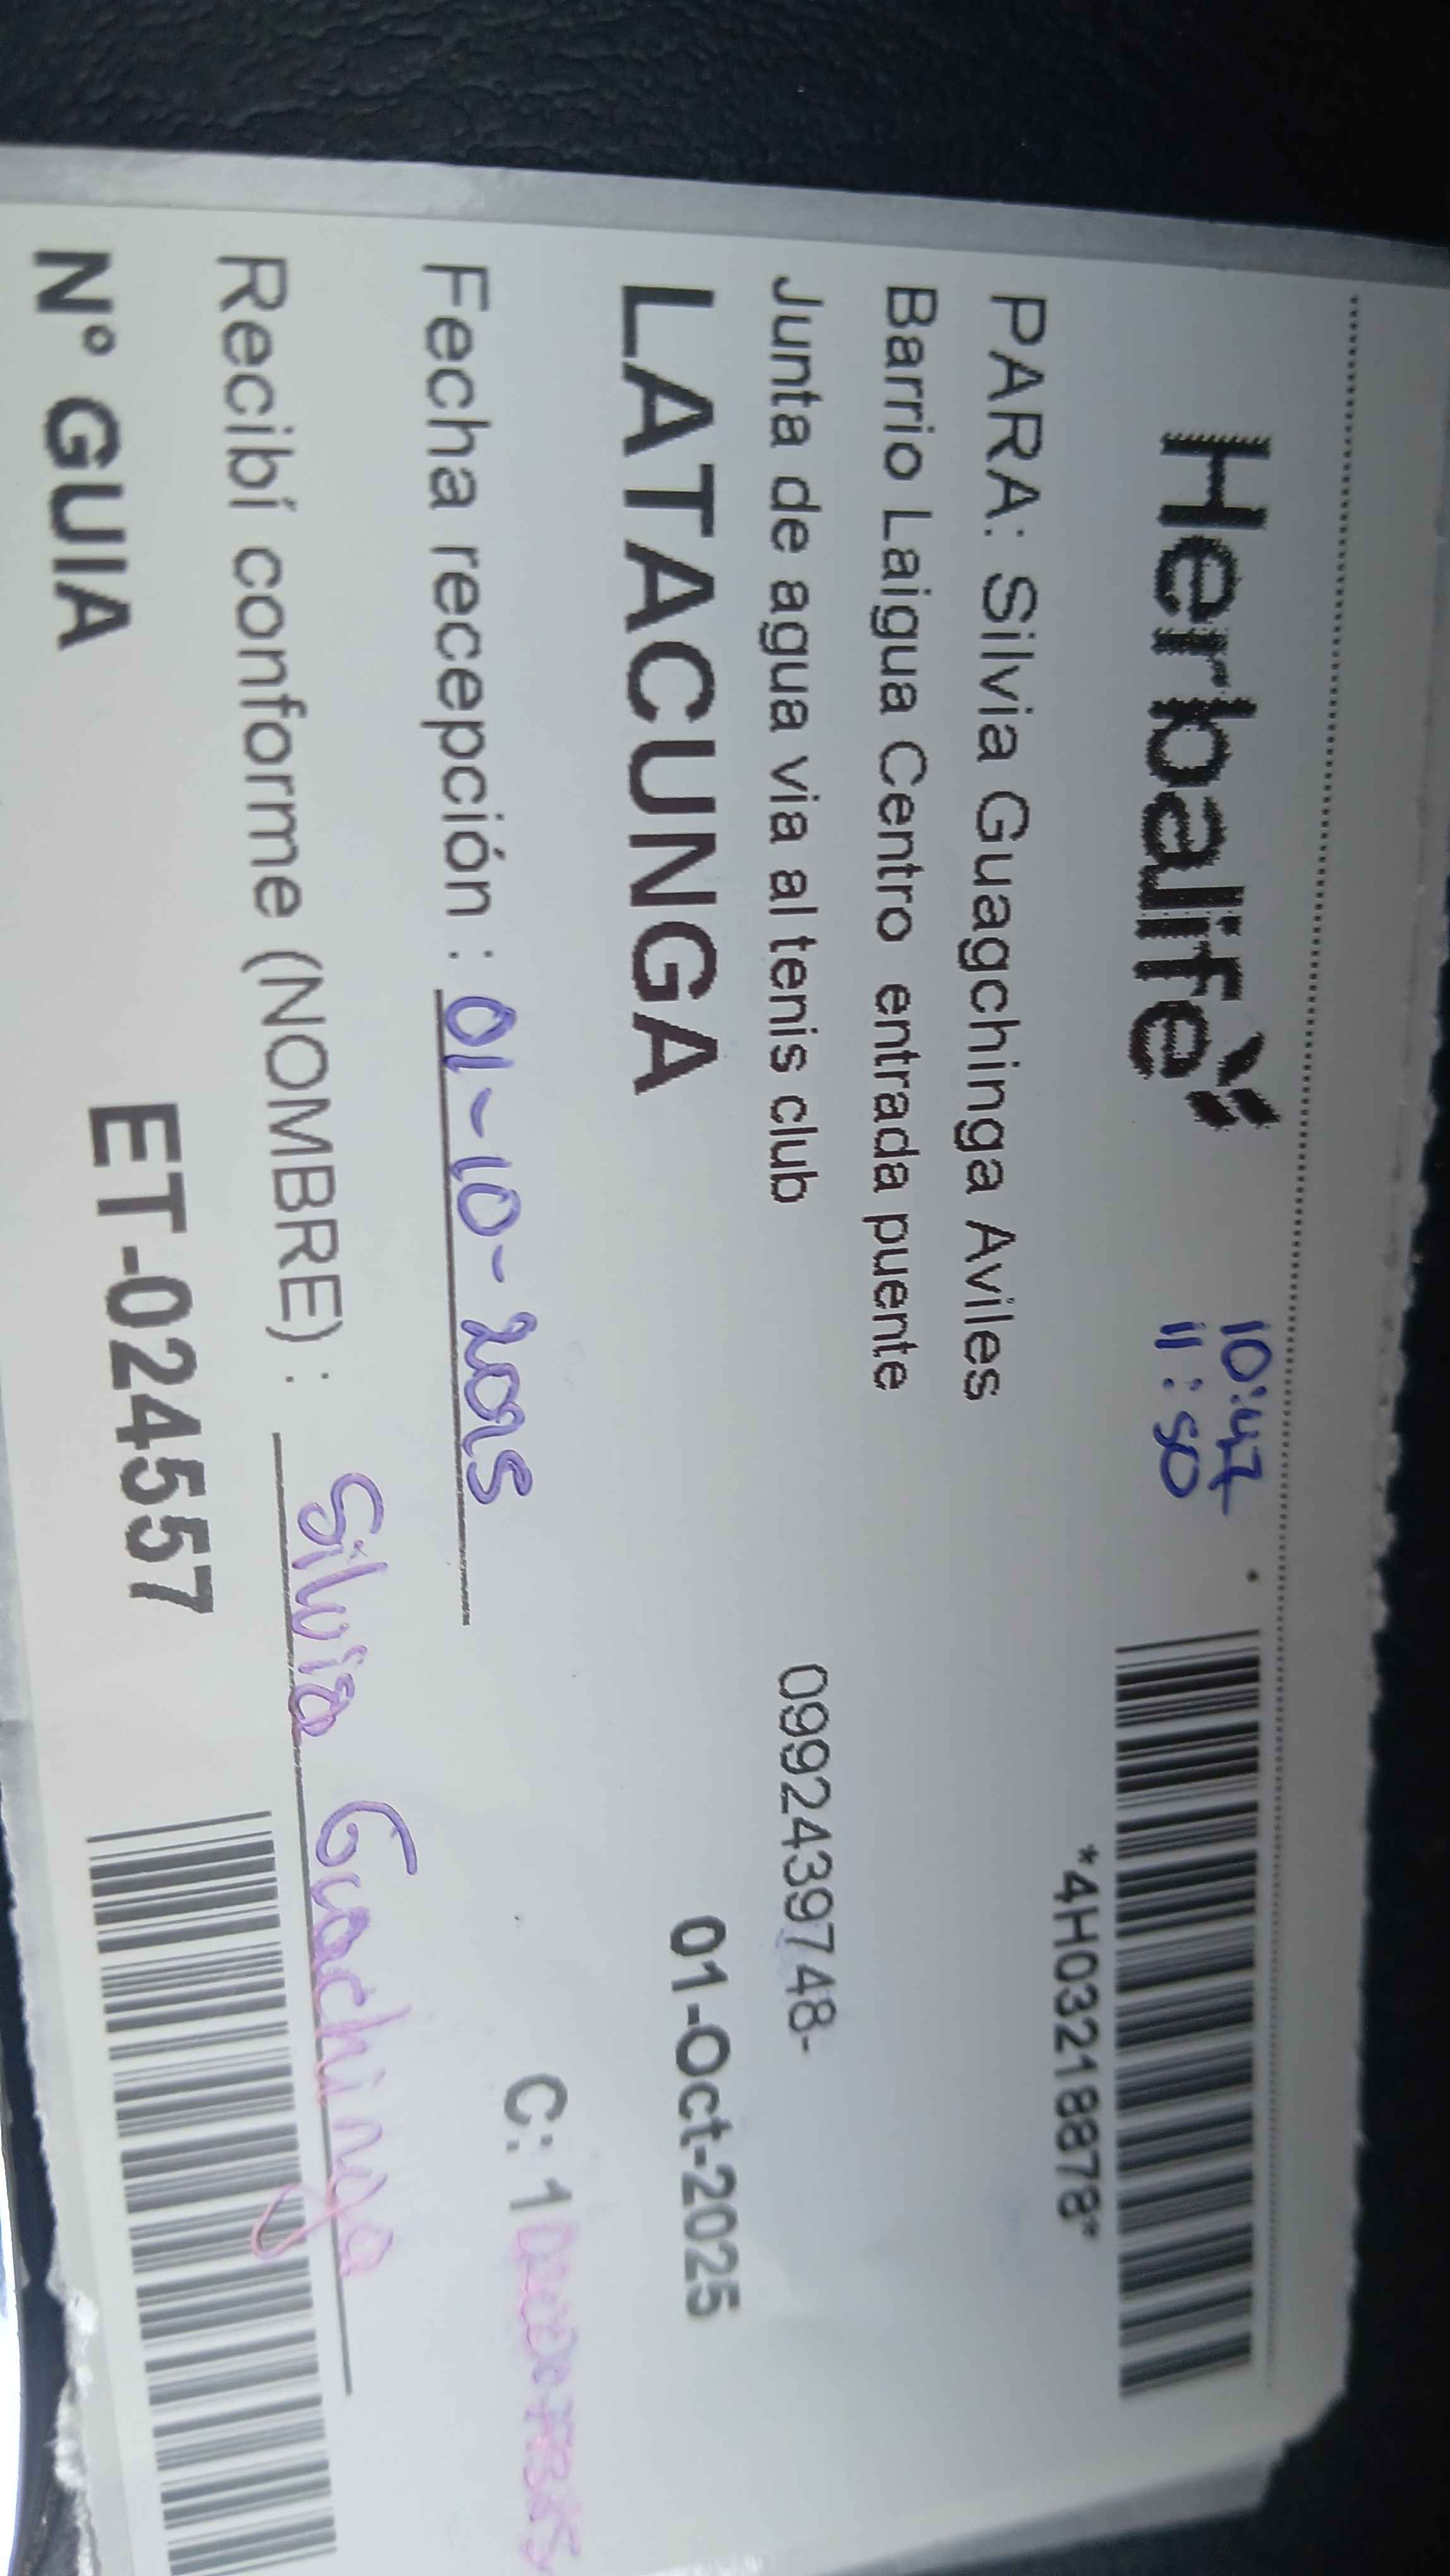 Herbalife
10:47
11:50
*4H03218878*
PARA: Silvia Guagchinga Aviles
Barrio Laigua Centro entrada puente
Junta de agua via al tenis club
0992439748-
LATACUNGA
01-Oct-2025
Fecha recepción : 01-10-2025
C: 1
Recibí conforme (NOMBRE) : Silvia Guachinga
N° GUIA
ET-024557